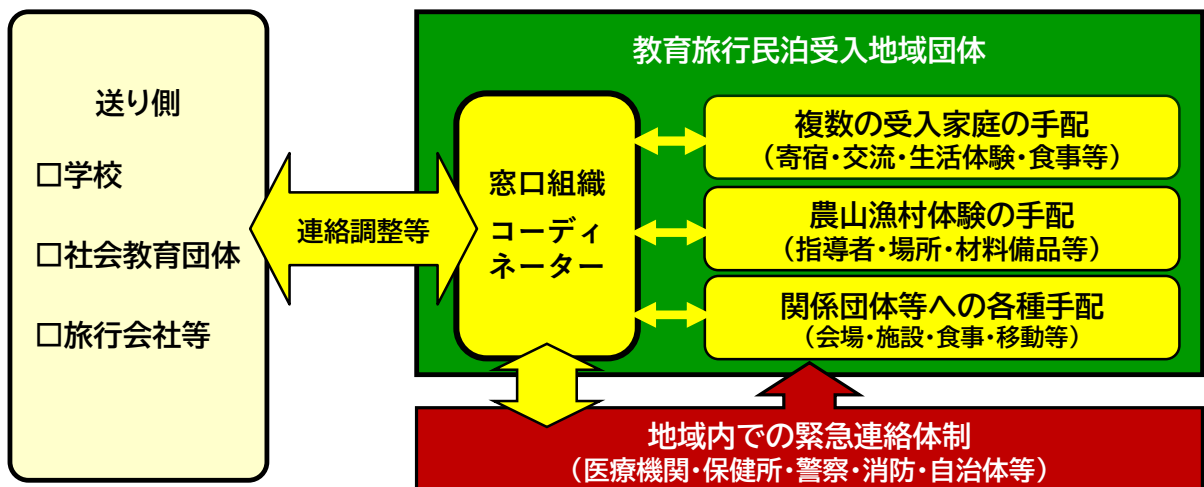 送り側
□学校
□社会教育団体
□旅行会社等
連絡調整等
教育旅行民泊受入地域団体
窓口組織
コーディ
ネーター
複数の受入家庭の手配
（寄宿・交流・生活体験・食事等）
農山漁村体験の手配
（指導者・場所・材料備品等）
関係団体等への各種手配
（会場・施設・食事・移動等）
地域内での緊急連絡体制
（医療機関・保健所・警察・消防・自治体等）